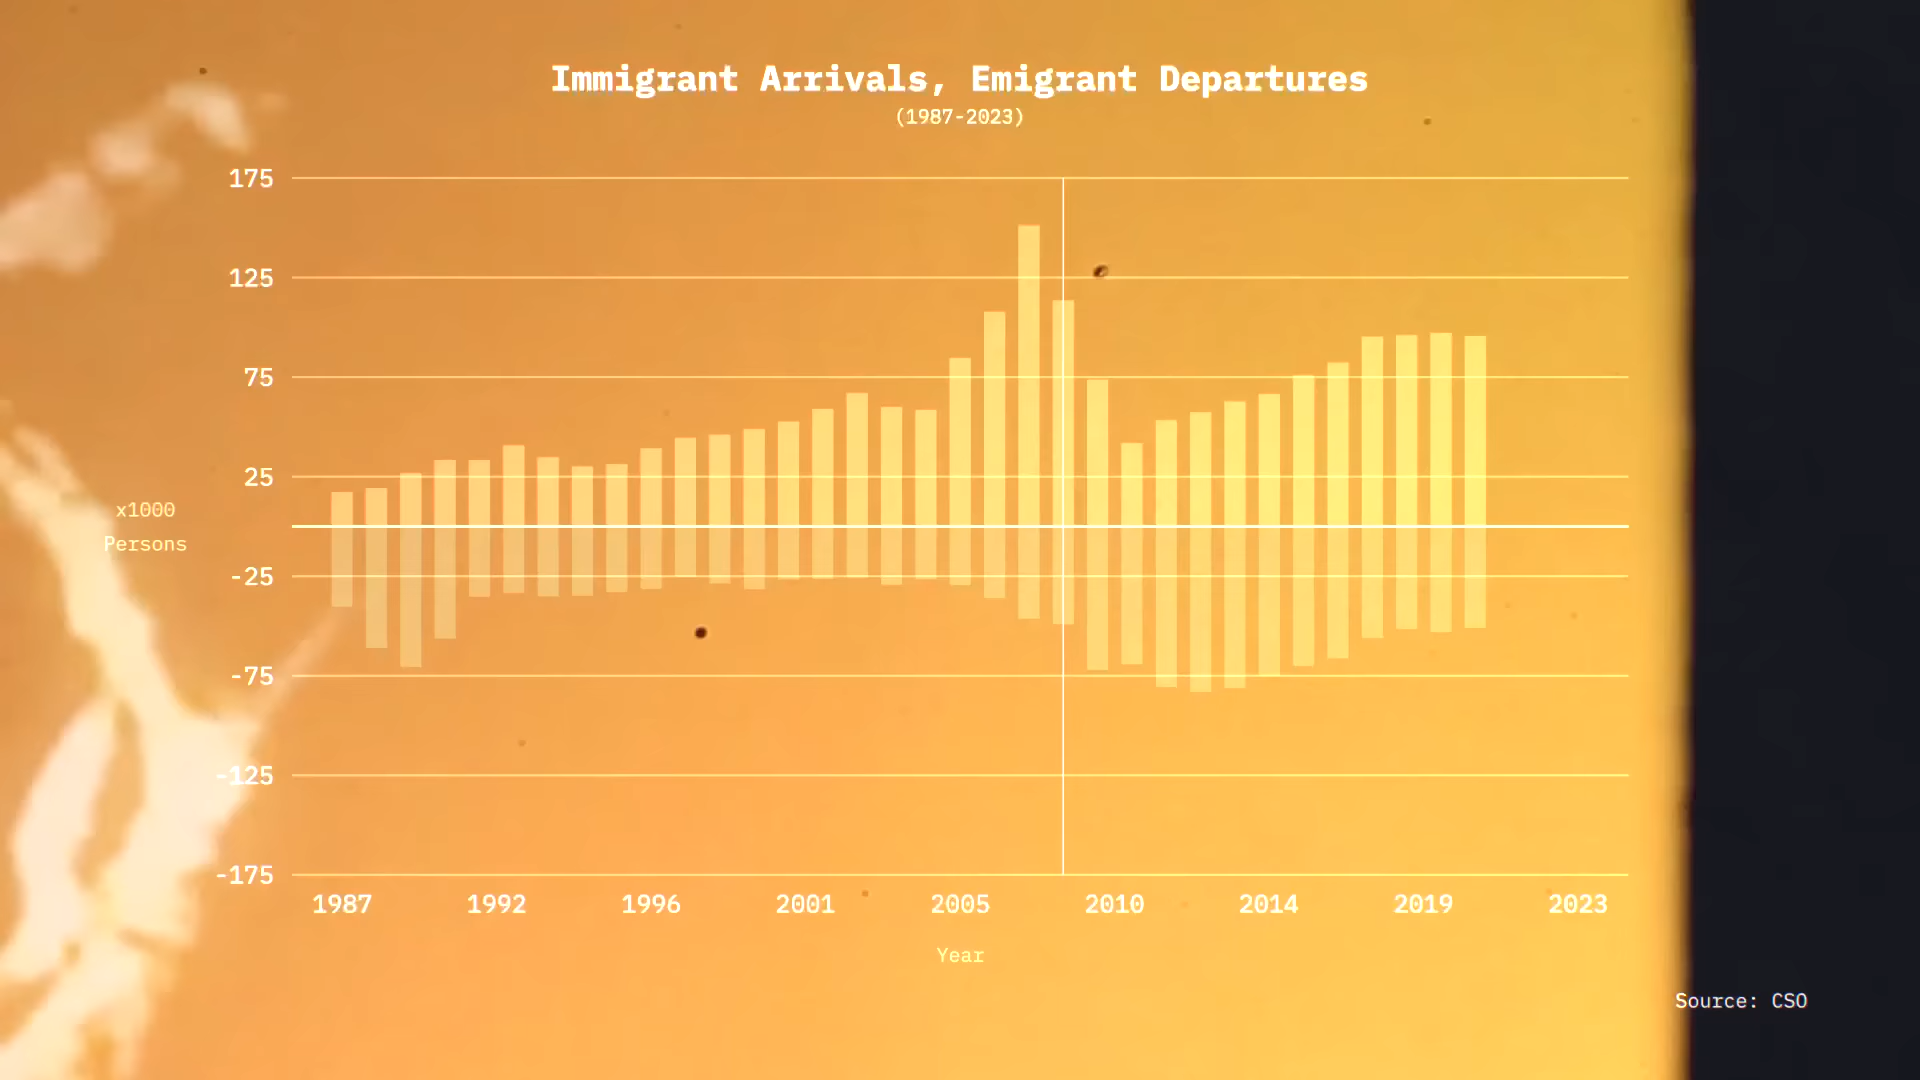 Immigrant Arrivals, Emigrant Departures
(1987-2023)
175
125
75
25
x1000
Persons
-25
-75
-125
-175
1987 1992 1996 2001 2005 2010 2014 2019 2023
Year
Source: CSO